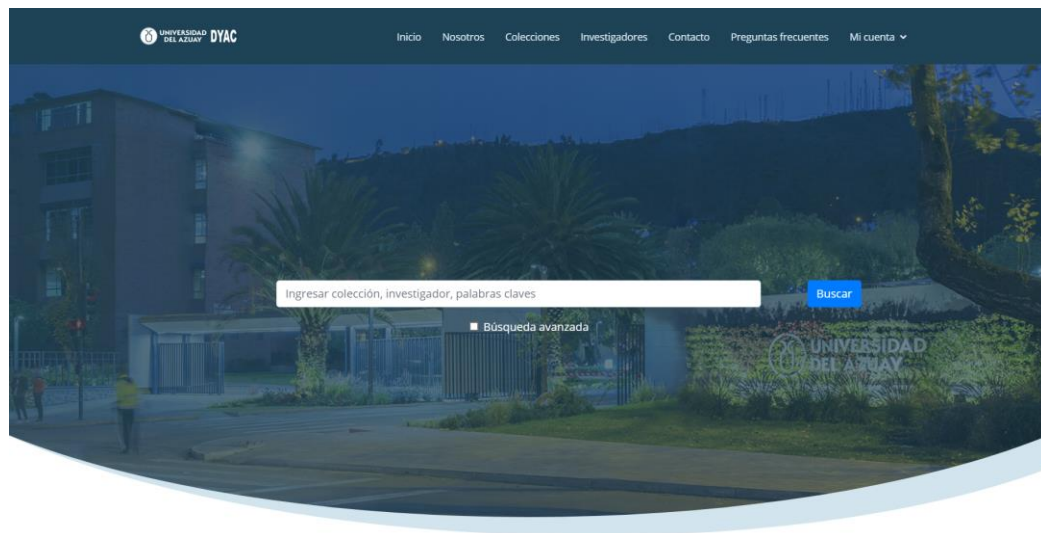 UNIVERSIDAD DEL AZUAY DYAC
Inicio Nosotros Colecciones Investigadores Contacto Preguntas frecuentes Mi cuenta
Ingresar colección, investigador, palabras claves
Buscar
Búsqueda avanzada
UNIVERSIDAD
DEL AZUAY